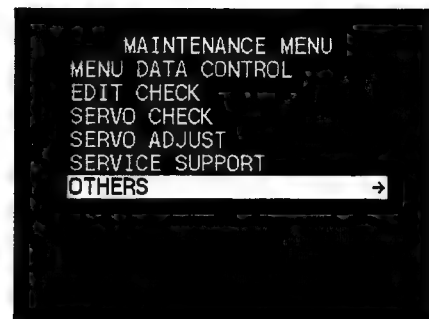 MAINTENANCE MENU
MENU DATA CONTROL
EDIT CHECK
SERVO CHECK
SERVO ADJUST
SERVICE SUPPORT
OTHERS →